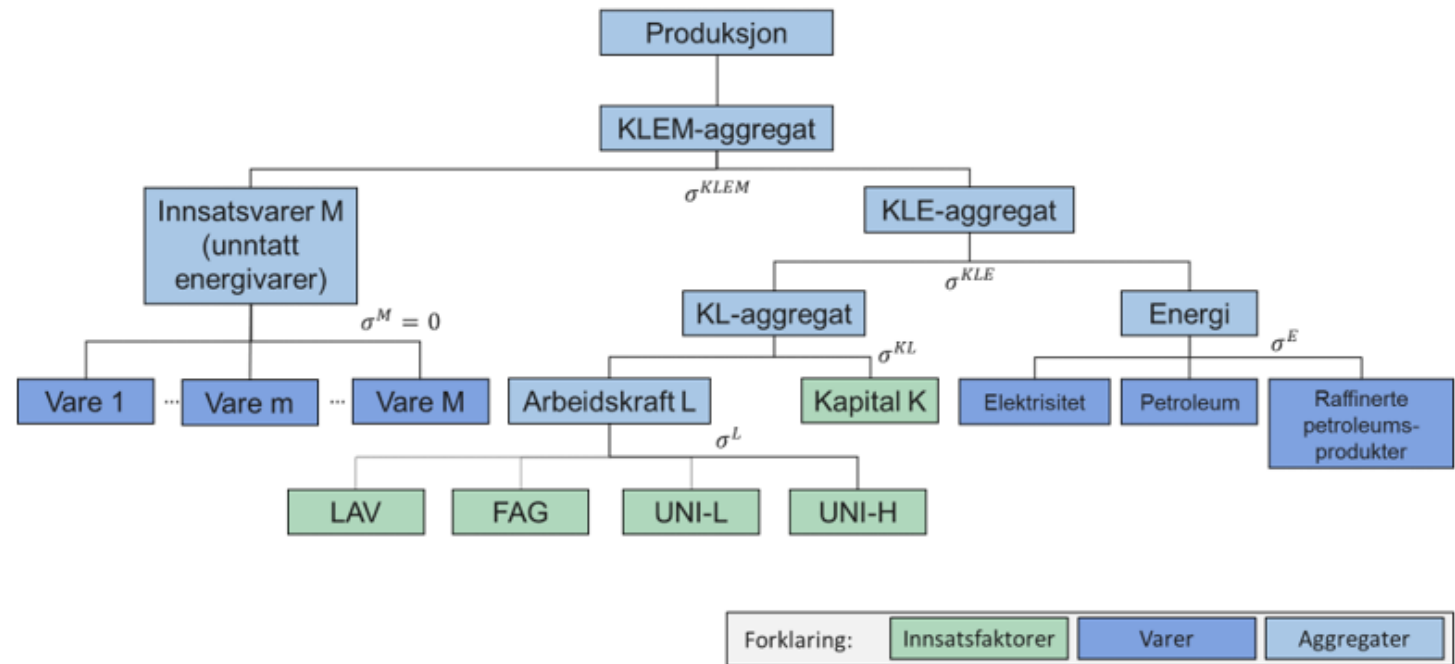 Produksjon
KLEM-aggregat
σ^{KLEM}
Innsatsvarer M
(unntatt
energivarer)
KLE-aggregat
σ^{KLE}
σ^M = 0
KL-aggregat
Energi
σ^{KL}
σ^E
Vare 1
...
Vare m
...
Vare M
Arbeidskraft L
Kapital K
Elektrisitet
Petroleum
Raffinerte
petroleums-
produkter
σ^L
LAV
FAG
UNI-L
UNI-H
Forklaring:
Innsatsfaktorer
Varer
Aggregater